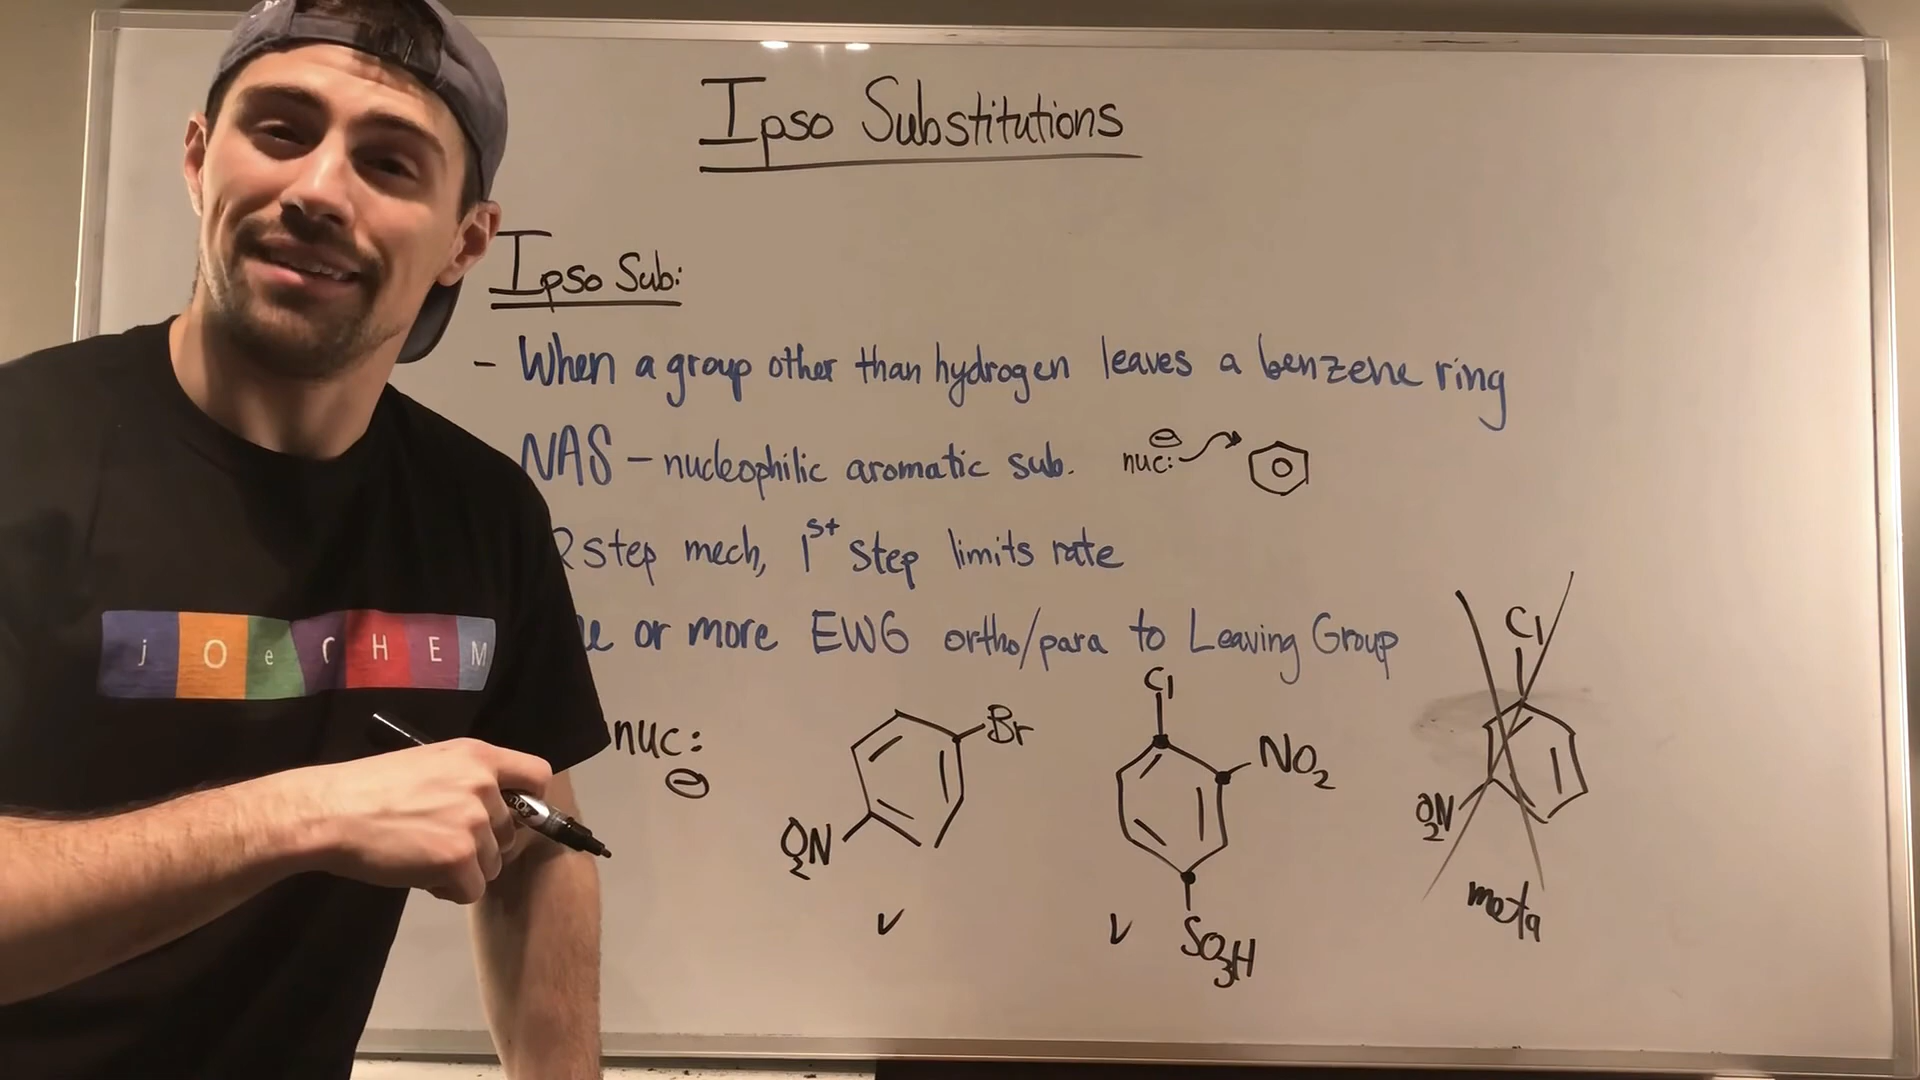 Ipso Substitutions
Ipso Sub:
- When a group other than hydrogen leaves a benzene ring
NAS - nucleophilic aromatic sub. nuc: ⊖
2 step mech, 1st step limits rate
or more EWG ortho/para to Leaving Group
nuc: ⊖
Br
O2N
Cl
NO2
SO3H
Cl
O2N
meta
jOeCHEM